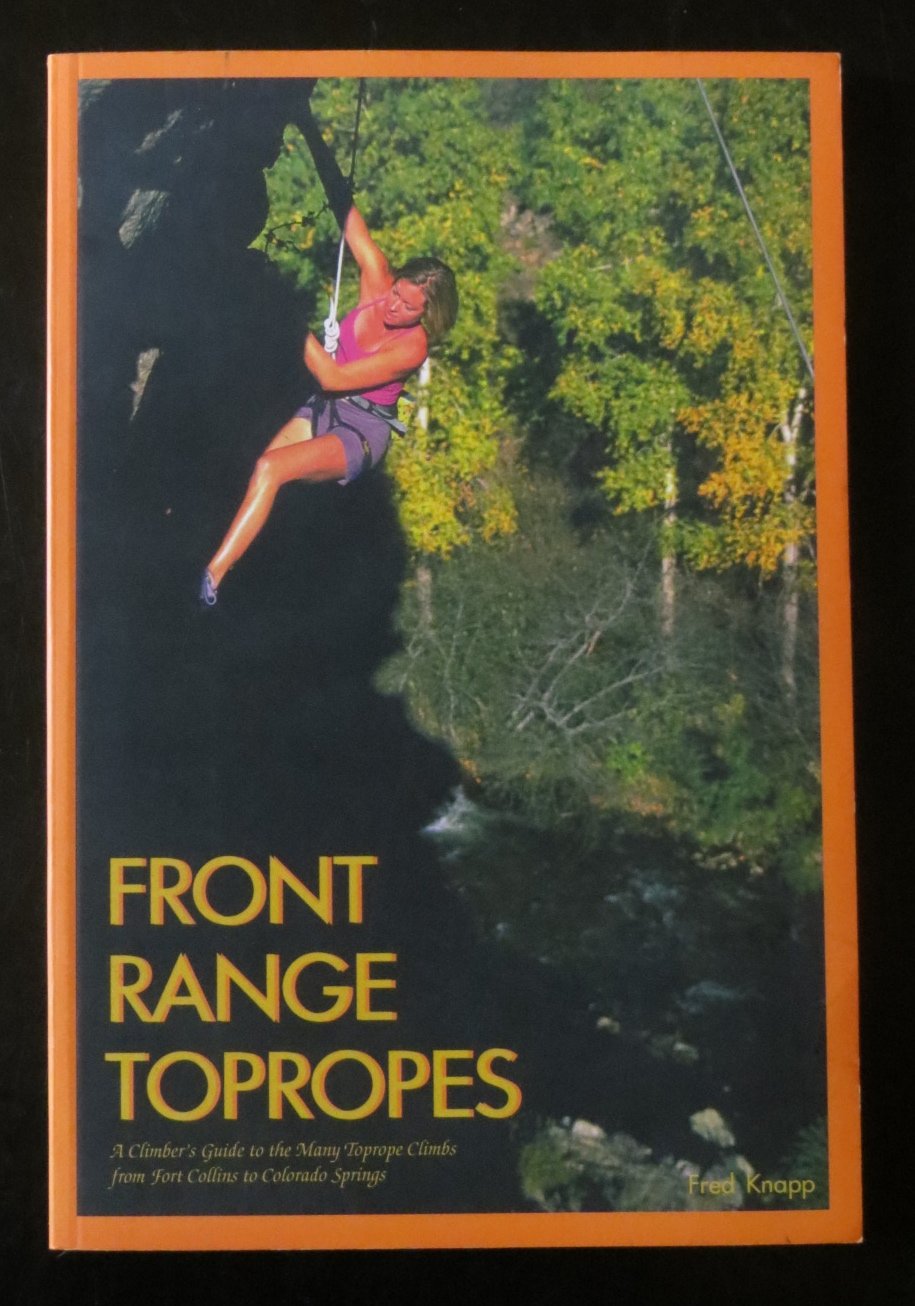 FRONT
RANGE
TOPROPES
A Climber's Guide to the Many Toprope Climbs
from Fort Collins to Colorado Springs
Fred Knapp